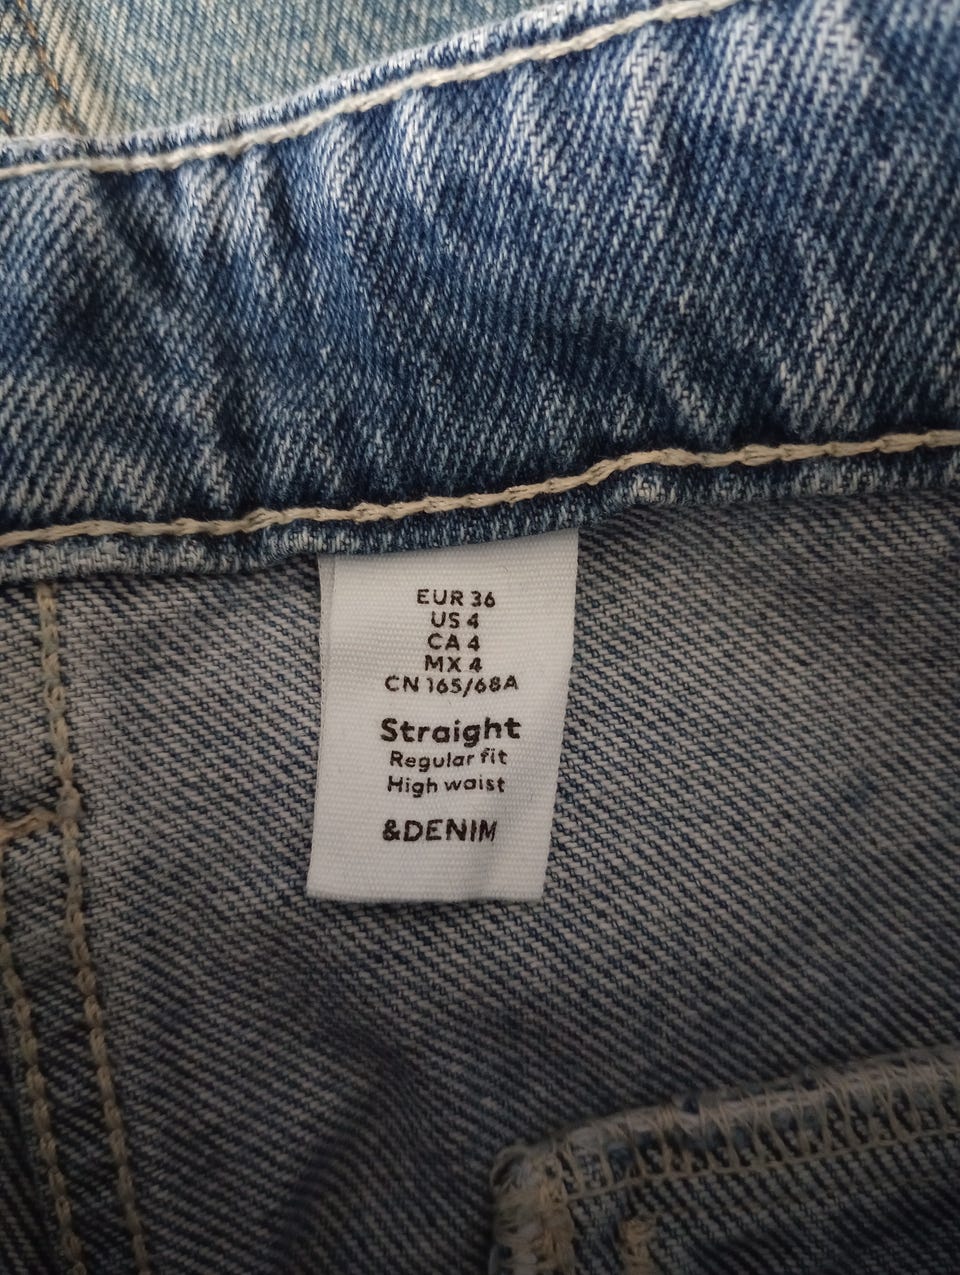 EUR 36
US 4
CA 4
MX 4
CN 165/68A
Straight
Regular fit
High waist
&DENIM